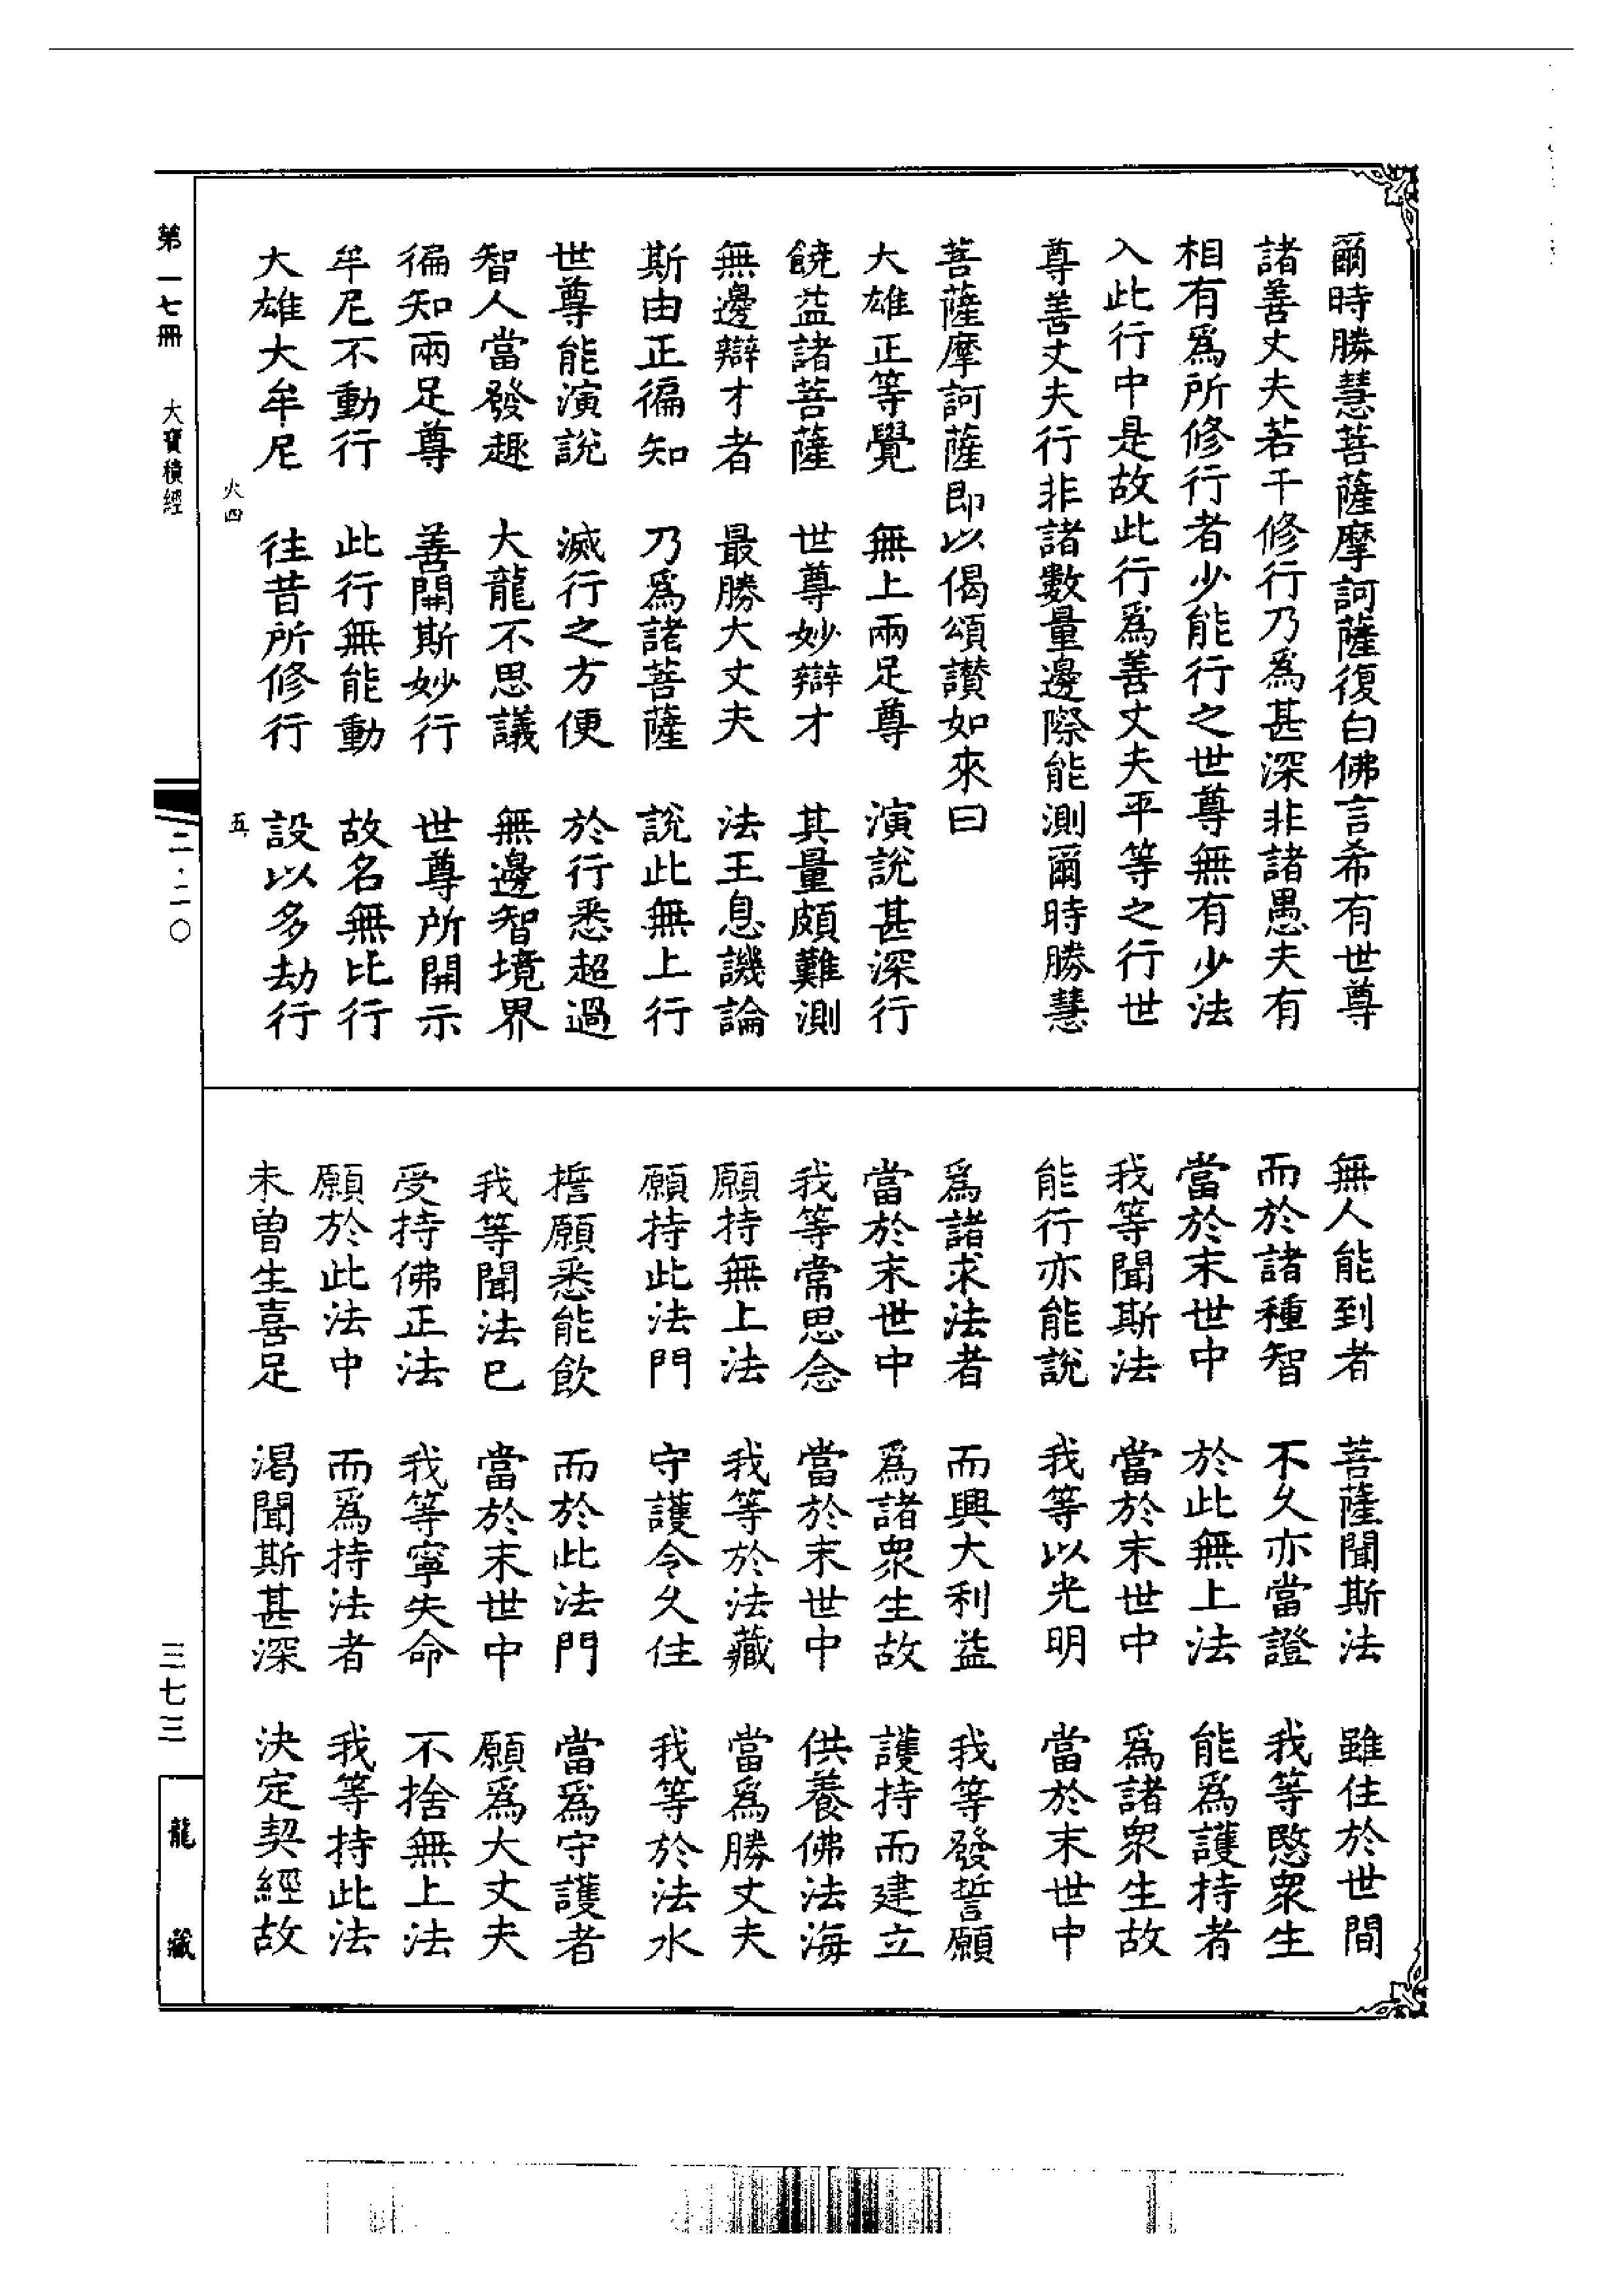 爾時勝慧菩薩摩訶薩復白佛言希有世尊
諸善丈夫若干修行乃爲甚深非諸愚夫有
相有爲所修行者少能行之世尊無有少法
入此行中是故此行爲善丈夫平等之行世
尊善丈夫行非諸數量邊際能測爾時勝慧
菩薩摩訶薩即以偈頌讃如來曰
大雄正等覺　無上兩足尊　演說甚深行
饒益諸菩薩　世尊妙辯才　其量頗難測
無邊辯才者　最勝大丈夫　法王息譏論
斯由正徧知　乃爲諸菩薩　說此無上行
世尊能演說　滅行之方便　於行悉超過
智人當發趣　大龍不思議　無邊智境界
徧知兩足尊　善開斯妙行　世尊所開示
牟尼不動行　此行無能動　故名無比行
大雄大牟尼　往昔所修行　設以多劫行
火四　五
無人能到者　菩薩聞斯法　雖住於世間
而於諸種智　不久亦當證　我等愍衆生
當於末世中　於此無上法　能爲護持者
我等聞斯法　當於末世中　爲諸衆生故
能行亦能說　我等以光明　當於末世中
爲諸求法者　而興大利益　我等發誓願
當於末世中　爲諸衆生故　護持而建立
我等常思念　當於末世中　供養佛法海
願持無上法　我等於法藏　當爲勝丈夫
願持此法門　守護令久住　我等於法水
誓願悉能飲　而於此法門　當爲守護者
我等聞法已　當於末世中　願爲大丈夫
受持佛正法　我等寧失命　不捨無上法
願於此法中　而爲持法者　我等持此法
未曾生喜足　渴聞斯甚深　決定契經故
第一七冊　大寶積經　二·二〇　三七三　龍藏